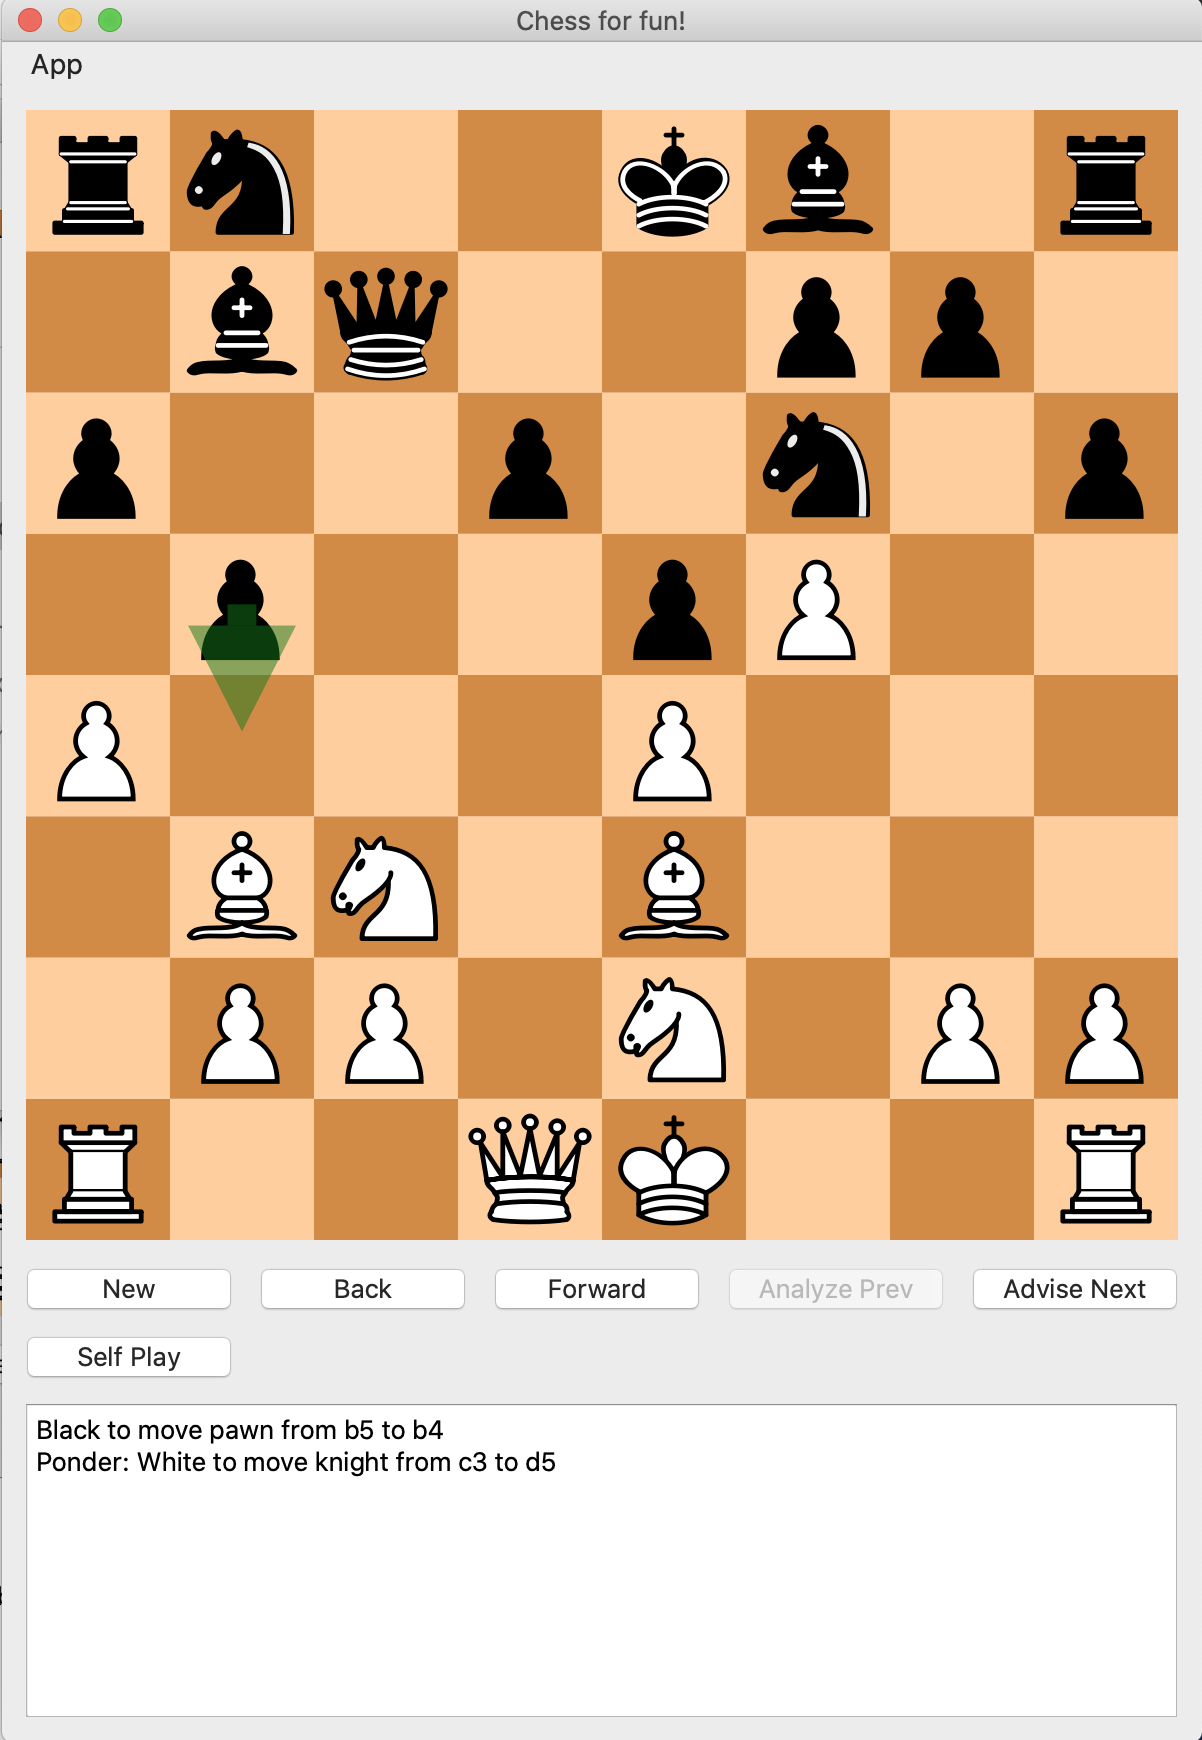 Chess for fun!
App
New
Back
Forward
Analyze Prev
Advise Next
Self Play
Black to move pawn from b5 to b4
Ponder: White to move knight from c3 to d5